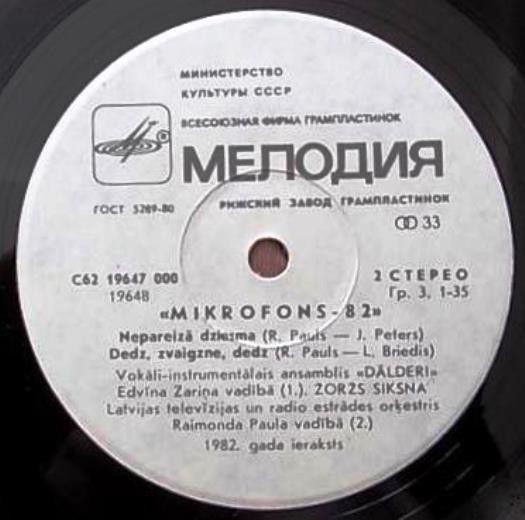 МИНИСТЕРСТВО
КУЛЬТУРЫ СССР
ВСЕСОЮЗНАЯ ФИРМА ГРАМПЛАСТИНОК
МЕЛОДИЯ
ГОСТ 5289-80
РИЖСКИЙ ЗАВОД ГРАМПЛАСТИНОК
33
С62 19647 000
2 СТЕРЕО
19648
Гр. 3. 1-35
«MIKROFONS-82»
Nepareizā dziesma (R. Pauls — J. Peters)
Dedz, zvaigzne, dedz (R. Pauls — L. Briedis)
Vokāli-instrumentālais ansamblis «DĀLDERI»
Edvīna Zariņa vadībā (1.). ŽORŽS SIKSNA
Latvijas televīzijas un radio estrādes orķestris
Raimonda Paula vadībā (2.)
1982. gada ieraksts